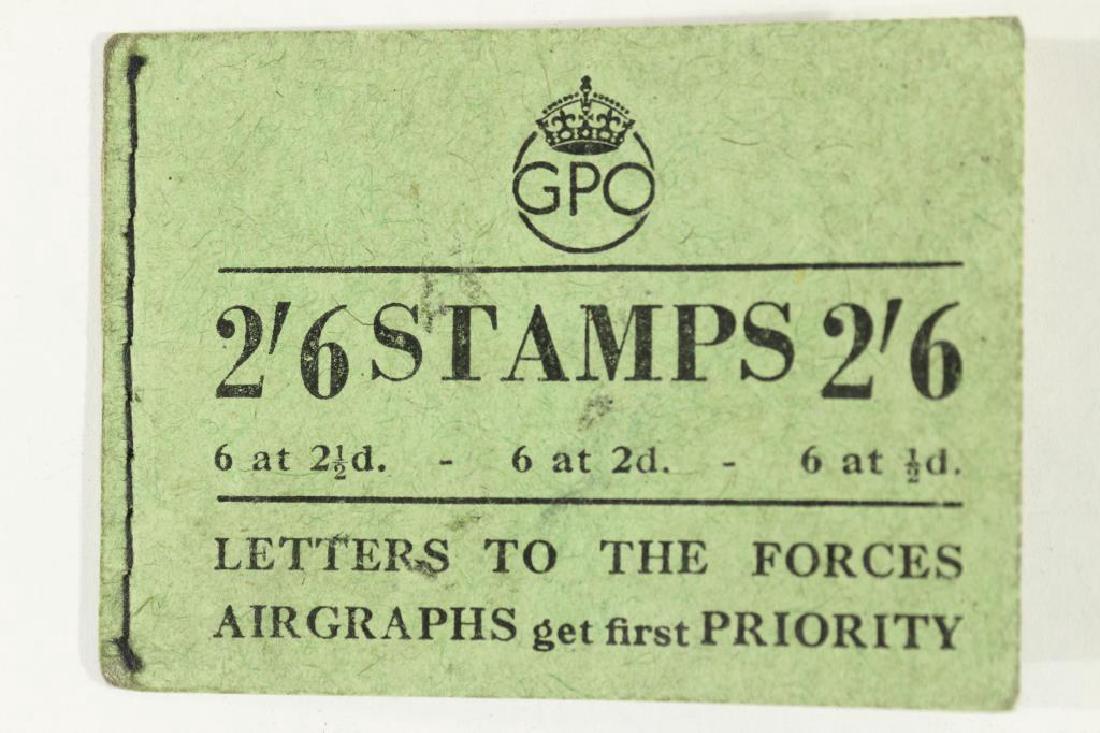 GPO
2'6 STAMPS 2'6
6 at 2½d. - 6 at 2d. - 6 at ½d.
LETTERS TO THE FORCES
AIRGRAPHS get first PRIORITY